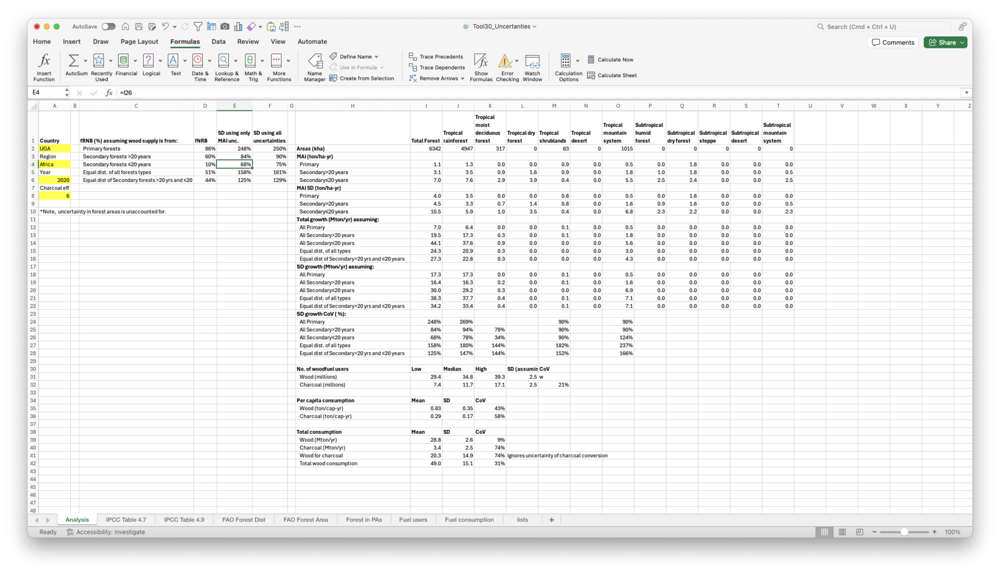 AutoSave
Tool30_Uncertanties
Search (Cmd + Ctrl + U)
Home Insert Draw Page Layout Formulas Data Review View Automate
Comments Share
Insert Function
AutoSum
Recently Used
Financial
Logical
Text
Date & Time
Lookup & Reference
Math & Trig
More Functions
Name Manager
Define Name
Use in Formula
Create from Selection
Trace Precedents
Trace Dependents
Remove Arrows
Show Formulas
Error Checking
Watch Window
Calculation Options
Calculate Now
Calculate Sheet
E4 fx =I26
A B C D E F G H I J K L M N O P Q R S T U V W X Y Z
1 Country fRNB (%) assuming wood supply is from: fNRB SD using only MAI unc. SD using all uncertainties Total Forest Tropical rainforest Tropical moist deciduous forest Tropical dry forest Tropical shrublands Tropical desert Tropical mountain system Subtropical humid forest Subtropical dry forest Subtropical steppe Subtropical desert Subtropical mountain system
2 UGA Primary forests 86% 248% 250% Areas (kha) 6342 4947 317 0 63 0 1015 0 0 0 0 0
3 Region Secondary forests >20 years 60% 84% 90% MAI (ton/ha-yr)
4 Africa Secondary forests ≤20 years 10% 68% 75% Primary 1.1 1.3 0.0 0.0 0.9 0.0 0.5 0.0 1.8 0.0 0.0 0.0
5 Year Equal dist. of all forests types 51% 158% 161% Secondary>20 years 3.1 3.5 0.9 1.6 0.9 0.0 1.8 1.0 1.8 0.0 0.0 0.5
6 2020 Equal dist of Secondary forests >20 yrs and ≤20 44% 125% 129% Secondary≤20 years 7.0 7.6 2.9 3.9 0.4 0.0 5.5 2.5 2.4 0.0 0.0 2.5
7 Charcoal eff MAI SD (ton/ha-yr)
8 6 Primary 4.0 3.5 0.0 0.0 0.8 0.0 0.5 0.0 1.6 0.0 0.0 0.0
9 Secondary>20 years 4.5 3.3 0.7 1.4 0.8 0.0 1.6 0.9 1.6 0.0 0.0 0.5
10 *Note, uncertainty in forest areas is unaccounted for. Secondary≤20 years 10.5 5.9 1.0 3.5 0.4 0.0 6.8 2.3 2.2 0.0 0.0 2.3
11 Total growth (Mton/yr) assuming:
12 All Primary 7.0 6.4 0.0 0.0 0.1 0.0 0.5 0.0 0.0 0.0 0.0 0.0
13 All Secondary>20 years 19.5 17.3 0.3 0.0 0.1 0.0 1.8 0.0 0.0 0.0 0.0 0.0
14 All Secondary≤20 years 44.1 37.6 0.9 0.0 0.0 0.0 5.6 0.0 0.0 0.0 0.0 0.0
15 Equal dist. of all types 24.3 20.9 0.3 0.0 0.0 0.0 3.0 0.0 0.0 0.0 0.0 0.0
16 Equal dist of Secondary>20 yrs and ≤20 years 27.3 22.8 0.3 0.0 0.0 0.0 4.3 0.0 0.0 0.0 0.0 0.0
17 SD growth (Mton/yr) assuming:
18 All Primary 17.3 17.3 0.0 0.0 0.1 0.0 0.5 0.0 0.0 0.0 0.0 0.0
19 All Secondary>20 years 16.4 16.3 0.2 0.0 0.1 0.0 1.6 0.0 0.0 0.0 0.0 0.0
20 All Secondary≤20 years 30.0 29.2 0.3 0.0 0.0 0.0 6.9 0.0 0.0 0.0 0.0 0.0
21 Equal dist. of all types 38.3 37.7 0.4 0.0 0.1 0.0 7.1 0.0 0.0 0.0 0.0 0.0
22 Equal dist of Secondary>20 yrs and ≤20 years 34.2 33.4 0.4 0.0 0.1 0.0 7.1 0.0 0.0 0.0 0.0 0.0
23 SD growth CoV ( %):
24 All Primary 248% 269% 90% 90%
25 All Secondary>20 years 84% 94% 78% 90% 90%
26 All Secondary≤20 years 68% 78% 34% 90% 124%
27 Equal dist. of all types 158% 180% 144% 182% 237%
28 Equal dist of Secondary>20 yrs and ≤20 years 125% 147% 144% 152% 166%
29
30 No. of woodfuel users Low Median High SD (assumin CoV
31 Wood (millions) 29.4 34.8 39.3 2.5 w
32 Charcoal (millions) 7.4 11.7 17.1 2.5 21%
33
34 Per capita consumption Mean SD CoV
35 Wood (ton/cap-yr) 0.83 0.35 43%
36 Charcoal (ton/cap-yr) 0.29 0.17 58%
37
38 Total consumption Mean SD CoV
39 Wood (Mton/yr) 28.8 2.6 9%
40 Charcoal (Mton/yr) 3.4 2.5 74%
41 Wood for charcoal 20.3 14.9 74% Ignores uncertainty of charcoal conversion
42 Total wood consumption 49.0 15.1 31%
43
44
45
46
47
48
Analysis IPCC Table 4.7 IPCC Table 4.9 FAO Forest Dist FAO Forest Area Forest in PAs Fuel users Fuel consumption lists +
Ready Accessibility: Investigate 100%